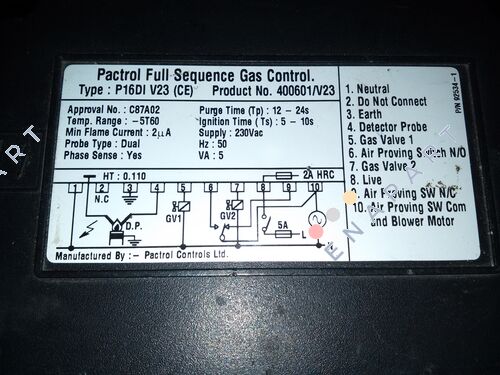 Pactrol Full Sequence Gas Control.
Type : P16DI V23 (CE) Product No. 400601/V23
Approval No. : C87A02 Purge Time (Tp) : 12 - 24s
Temp. Range : -5T60 Ignition Time (Ts) : 5 - 10s
Min Flame Current : 2µA Supply : 230Vac
Probe Type : Dual Hz : 50
Phase Sense : Yes VA : 5
HT : 0.110 2A HRC
1 2 3 4 5 6 7 8 9 10
N.C
D.P. GV1 GV2 5A L
Manufactured By :- Pactrol Controls Ltd.
1. Neutral
2. Do Not Connect
3. Earth
4. Detector Probe
5. Gas Valve 1
6. Air Proving Switch N/O
7. Gas Valve 2
8. Live
9. Air Proving SW N/C
10. Air Proving SW Com
and Blower Motor
P/N 92534-1
ENAPART